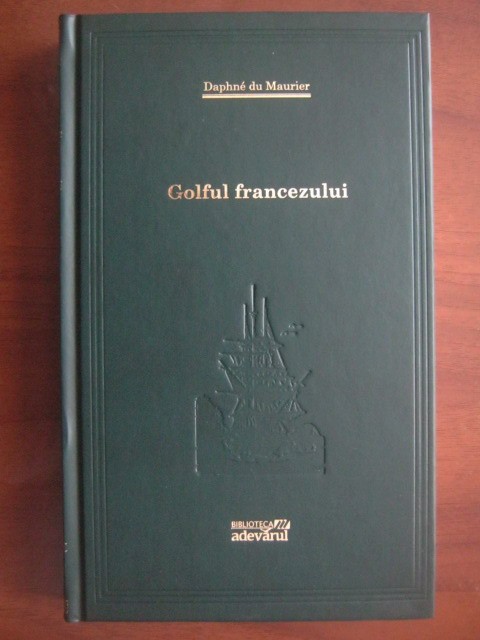 Daphné du Maurier
Golful francezului
BIBLIOTECA
adevărul